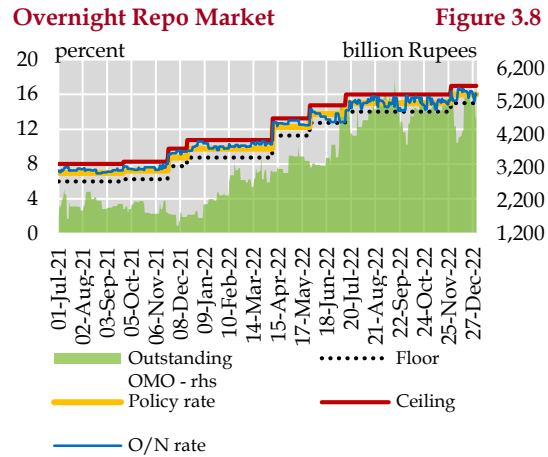 Overnight Repo Market Figure 3.8
percent billion Rupees
20 6,200
16 5,200
12 4,200
8 3,200
4 2,200
0 1,200
01-Jul-21
02-Aug-21
03-Sep-21
05-Oct-21
06-Nov-21
08-Dec-21
09-Jan-22
10-Feb-22
14-Mar-22
15-Apr-22
17-May-22
18-Jun-22
20-Jul-22
21-Aug-22
22-Sep-22
24-Oct-22
25-Nov-22
27-Dec-22
Outstanding OMO - rhs
Floor
Policy rate
Ceiling
O/N rate